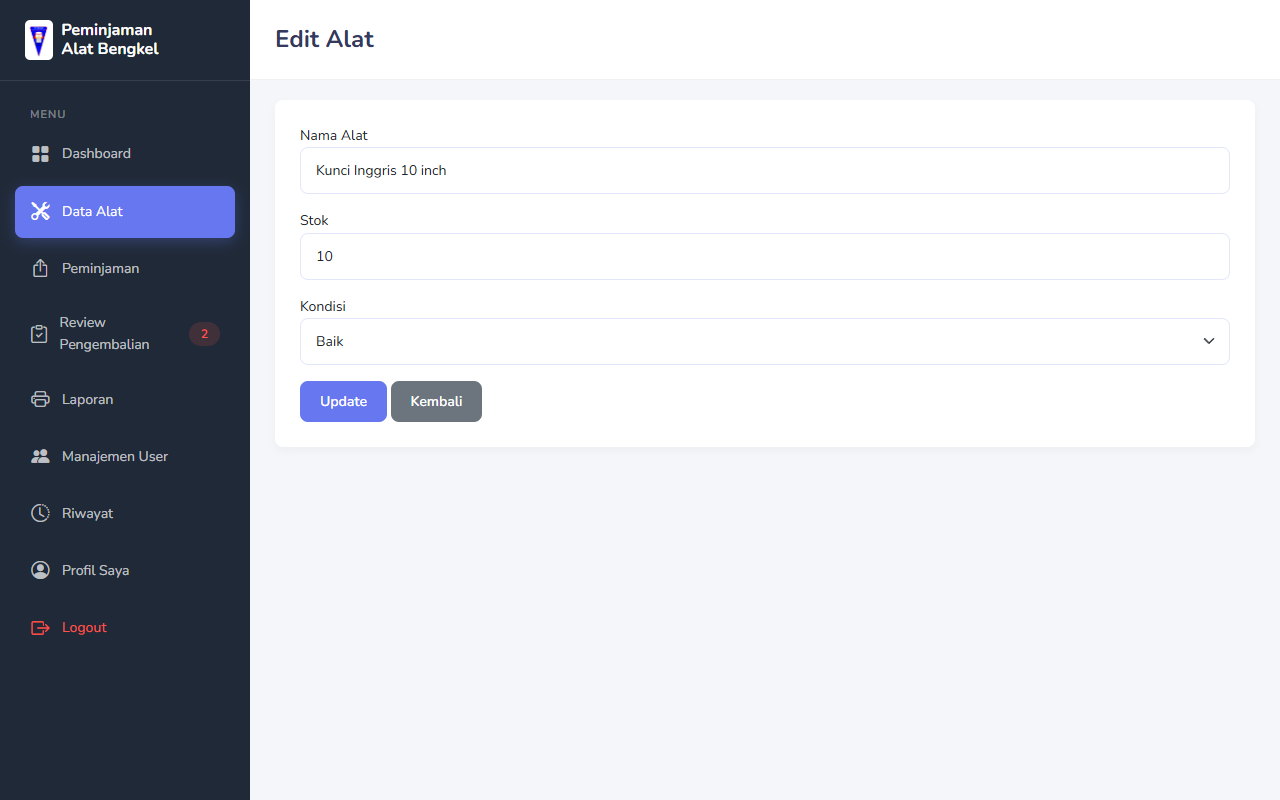 Peminjaman
Alat Bengkel
MENU
Dashboard
Data Alat
Peminjaman
Review
Pengembalian
2
Laporan
Manajemen User
Riwayat
Profil Saya
Logout
Edit Alat
Nama Alat
Kunci Inggris 10 inch
Stok
10
Kondisi
Baik
Update
Kembali